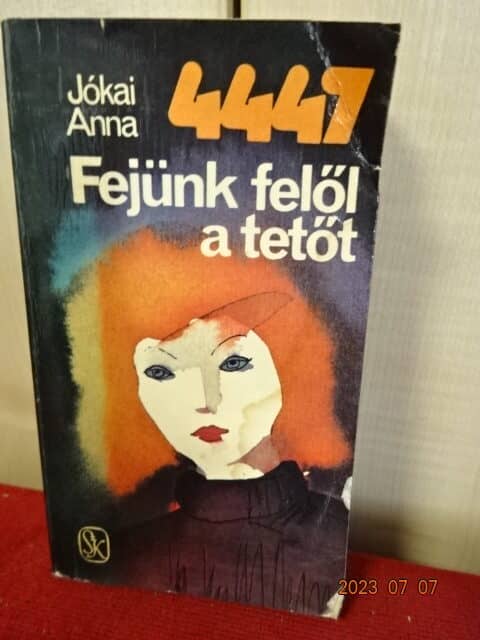 Jókai
Anna
4447
Fejünk felől
a tetőt
SK
2023 07 07